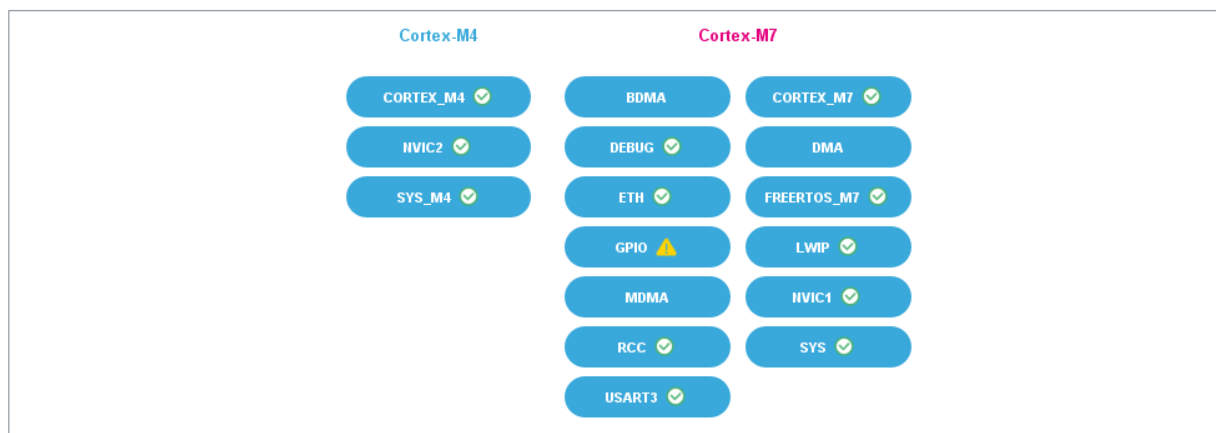 Cortex-M4
Cortex-M7
CORTEX_M4
BDMA
CORTEX_M7
NVIC2
DEBUG
DMA
SYS_M4
ETH
FREERTOS_M7
GPIO
LWIP
MDMA
NVIC1
RCC
SYS
USART3